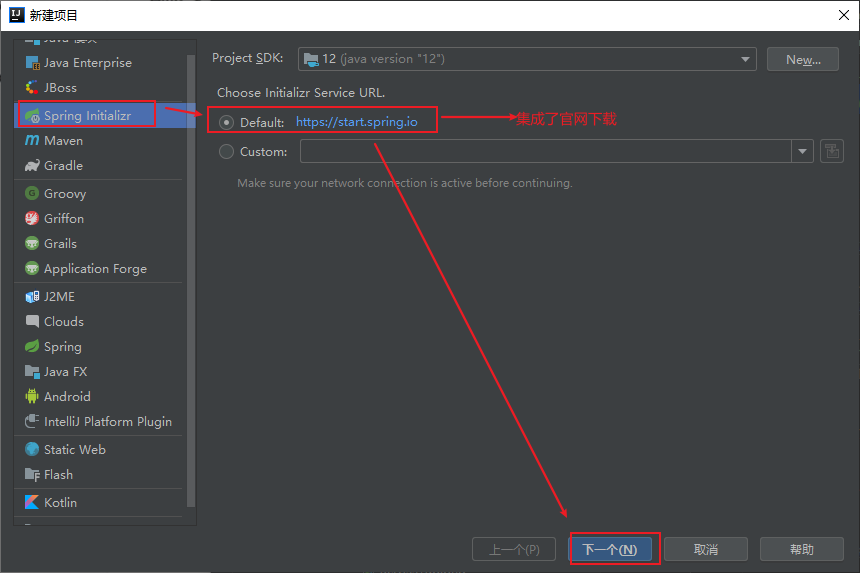 新建项目
Java 模块
Java Enterprise
JBoss
Spring Initializr
Maven
Gradle
Groovy
Griffon
Grails
Application Forge
J2ME
Clouds
Spring
Java FX
Android
IntelliJ Platform Plugin
Static Web
Flash
Kotlin
Project SDK: 12 (java version "12") New...
Choose Initializr Service URL.
Default: https://start.spring.io 集成了官网下载
Custom:
Make sure your network connection is active before continuing.
上一个(P) 下一个(N) 取消 帮助